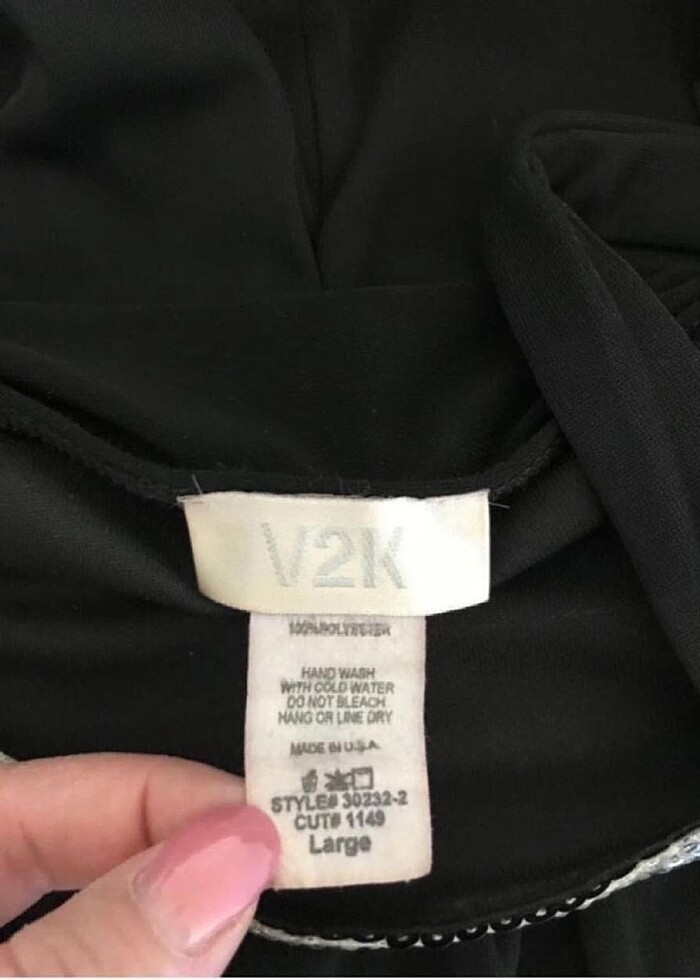 V2K
100% POLYESTER
HAND WASH
WITH COLD WATER
DO NOT BLEACH
HANG OR LINE DRY
MADE IN U.S.A.
STYLE# 30232-2
CUT# 1149
Large